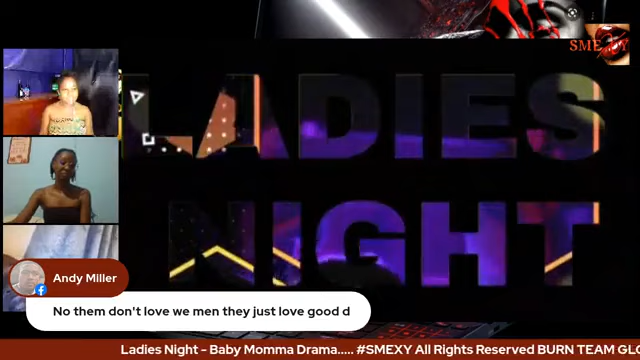 SMEXY
LADIES
NIGHT
Andy Miller
No them don't love we men they just love good d
Ladies Night - Baby Momma Drama..... #SMEXY All Rights Reserved BURN TEAM GLO